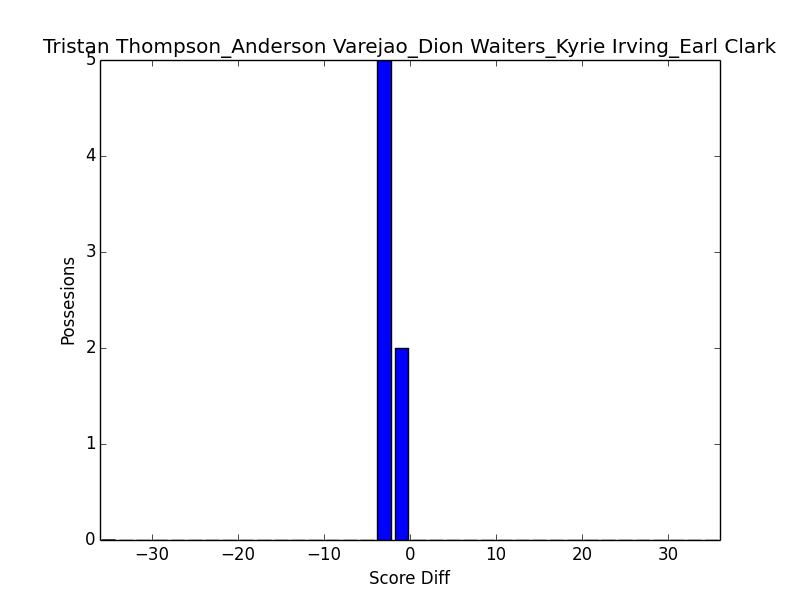 Tristan Thompson_Anderson Varejao_Dion Waiters_Kyrie Irving_Earl Clark
5
4
3
2
1
0
Possesions
−30 −20 −10 0 10 20 30
Score Diff